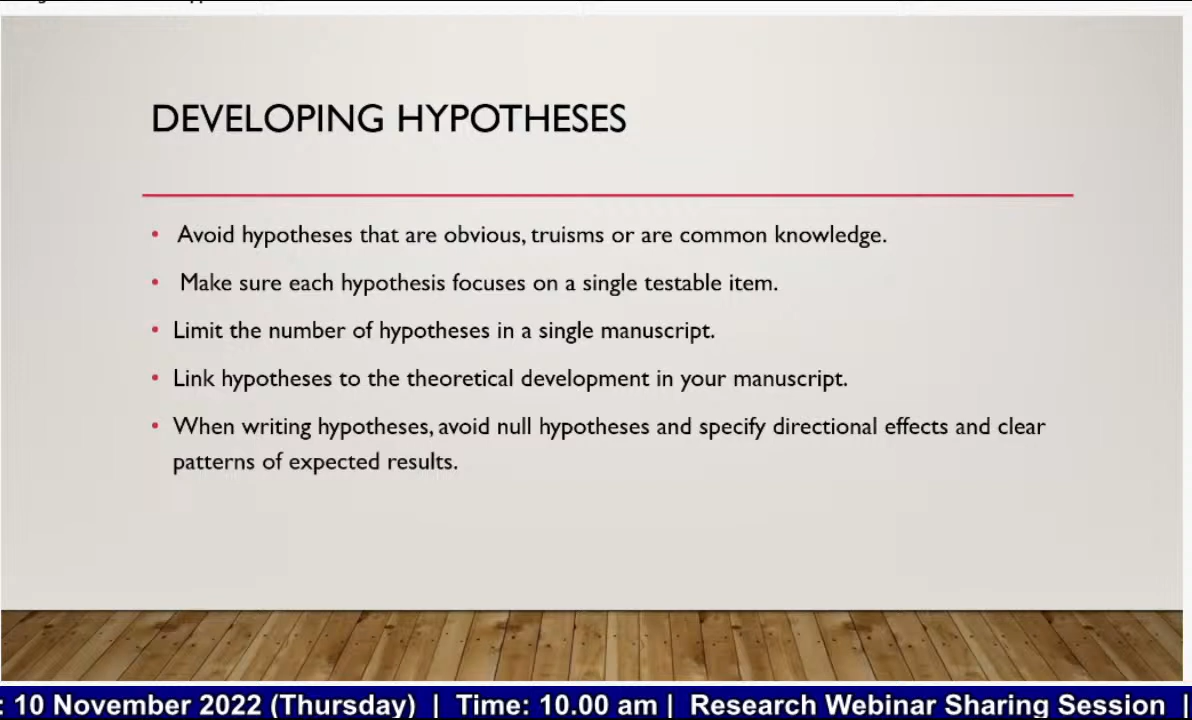 DEVELOPING HYPOTHESES
• Avoid hypotheses that are obvious, truisms or are common knowledge.
• Make sure each hypothesis focuses on a single testable item.
• Limit the number of hypotheses in a single manuscript.
• Link hypotheses to the theoretical development in your manuscript.
• When writing hypotheses, avoid null hypotheses and specify directional effects and clear
patterns of expected results.
: 10 November 2022 (Thursday) | Time: 10.00 am | Research Webinar Sharing Session |